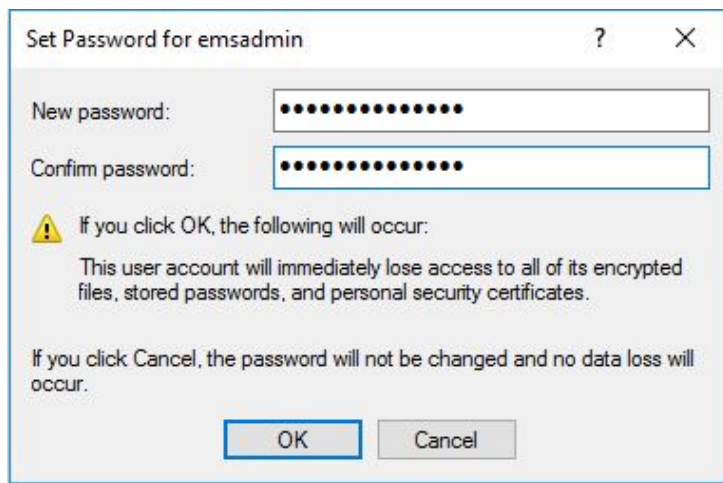 Set Password for emsadmin ? X
New password: ••••••••••••••
Confirm password: ••••••••••••••
If you click OK, the following will occur:
This user account will immediately lose access to all of its encrypted
files, stored passwords, and personal security certificates.
If you click Cancel, the password will not be changed and no data loss will
occur.
OK Cancel